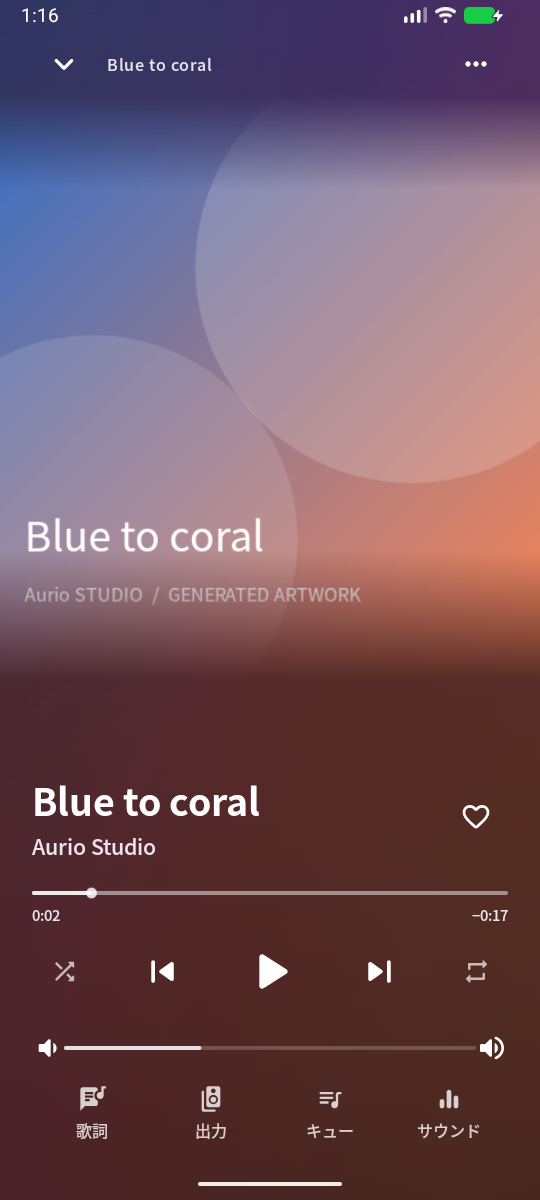 1:16
Blue to coral
Blue to coral
Aurio STUDIO / GENERATED ARTWORK
Blue to coral
Aurio Studio
0:02 −0:17
歌詞 出力 キュー サウンド